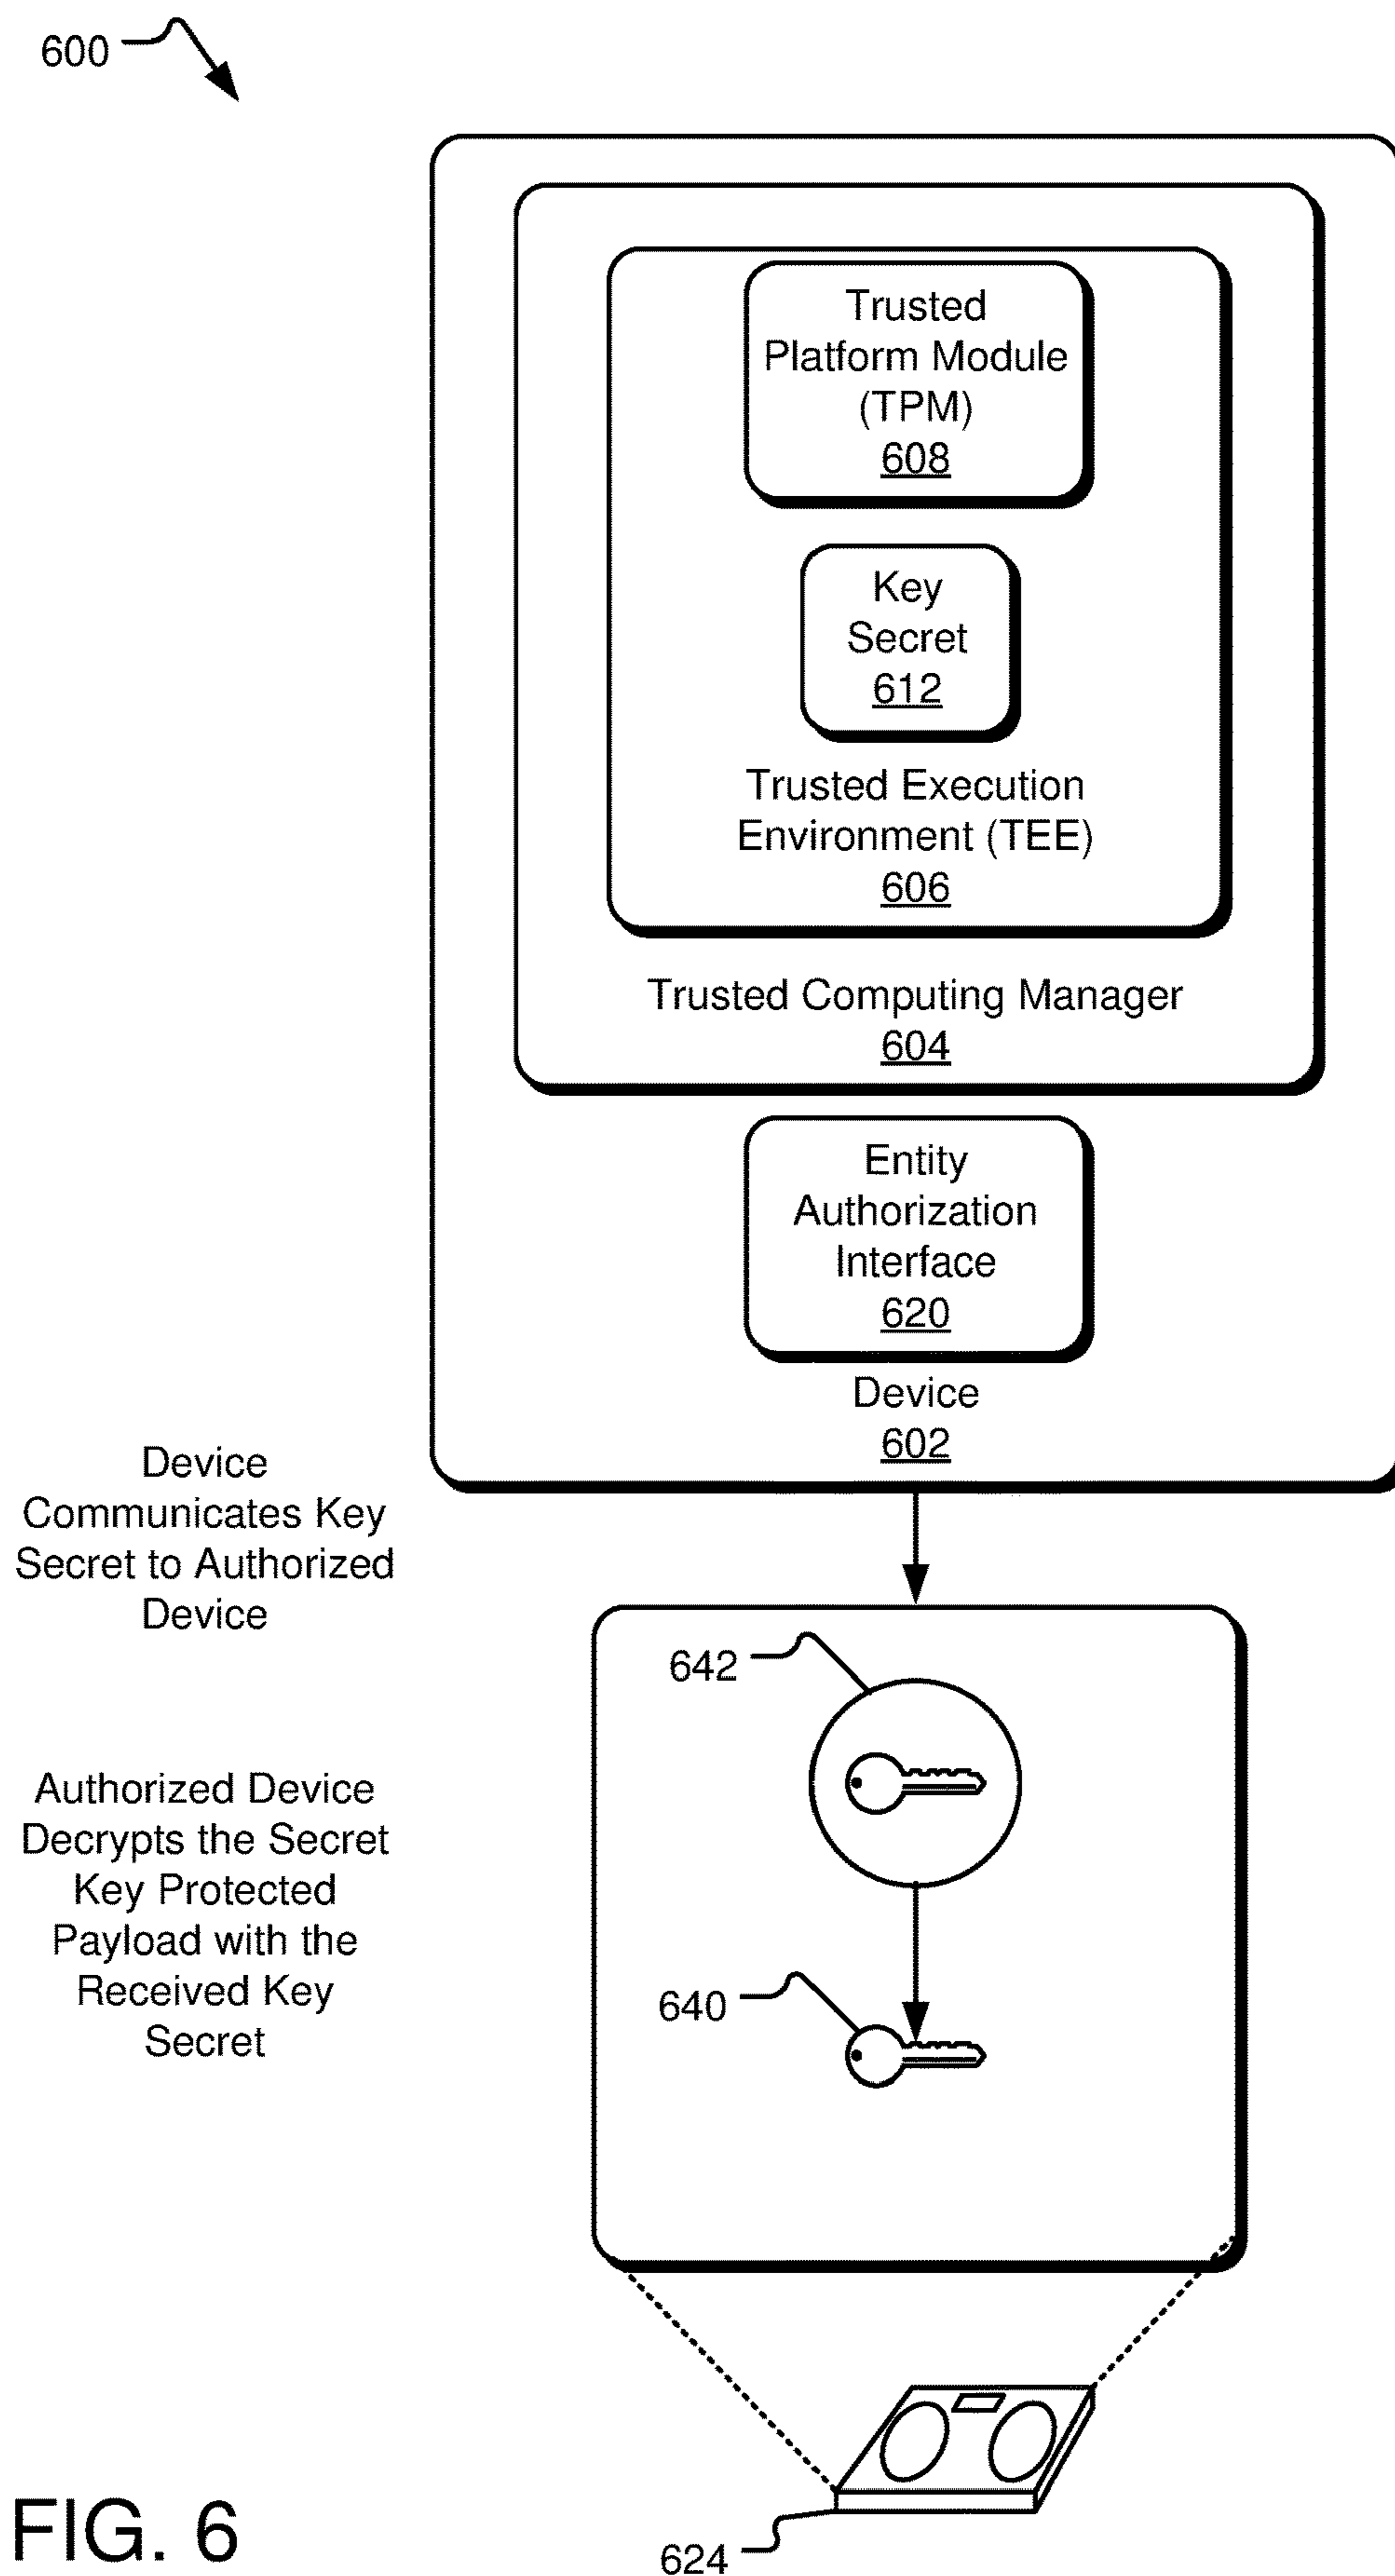 600
Trusted
Platform Module
(TPM)
608
Key
Secret
612
Trusted Execution
Environment (TEE)
606
Trusted Computing Manager
604
Entity
Authorization
Interface
620
Device
602
Device
Communicates Key
Secret to Authorized
Device
642
Authorized Device
Decrypts the Secret
Key Protected
Payload with the
Received Key
Secret
640
FIG. 6
624